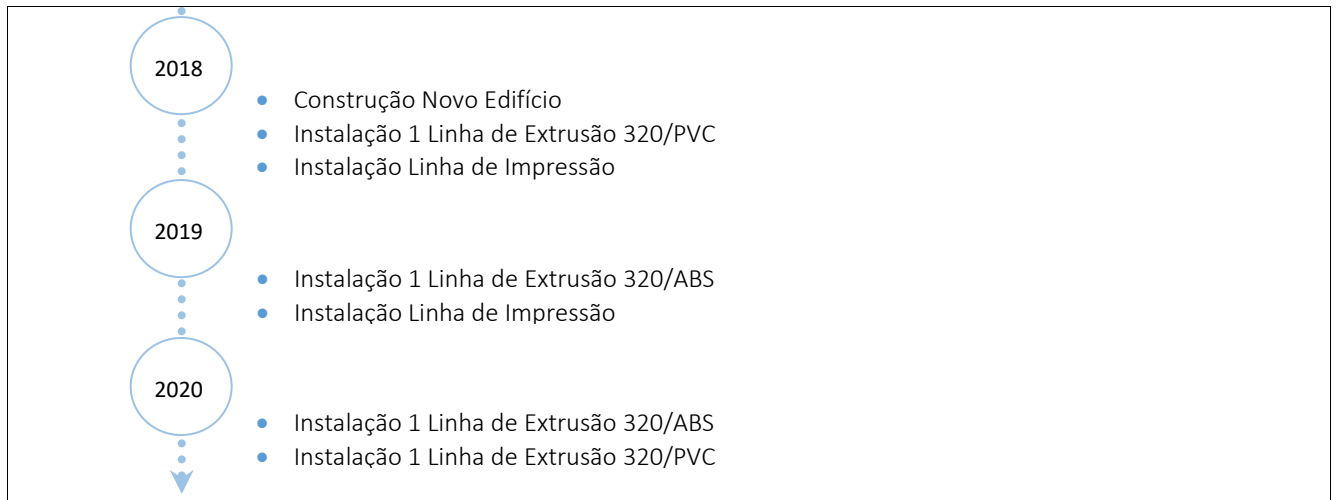 2018
Construção Novo Edifício
Instalação 1 Linha de Extrusão 320/PVC
Instalação Linha de Impressão
2019
Instalação 1 Linha de Extrusão 320/ABS
Instalação Linha de Impressão
2020
Instalação 1 Linha de Extrusão 320/ABS
Instalação 1 Linha de Extrusão 320/PVC